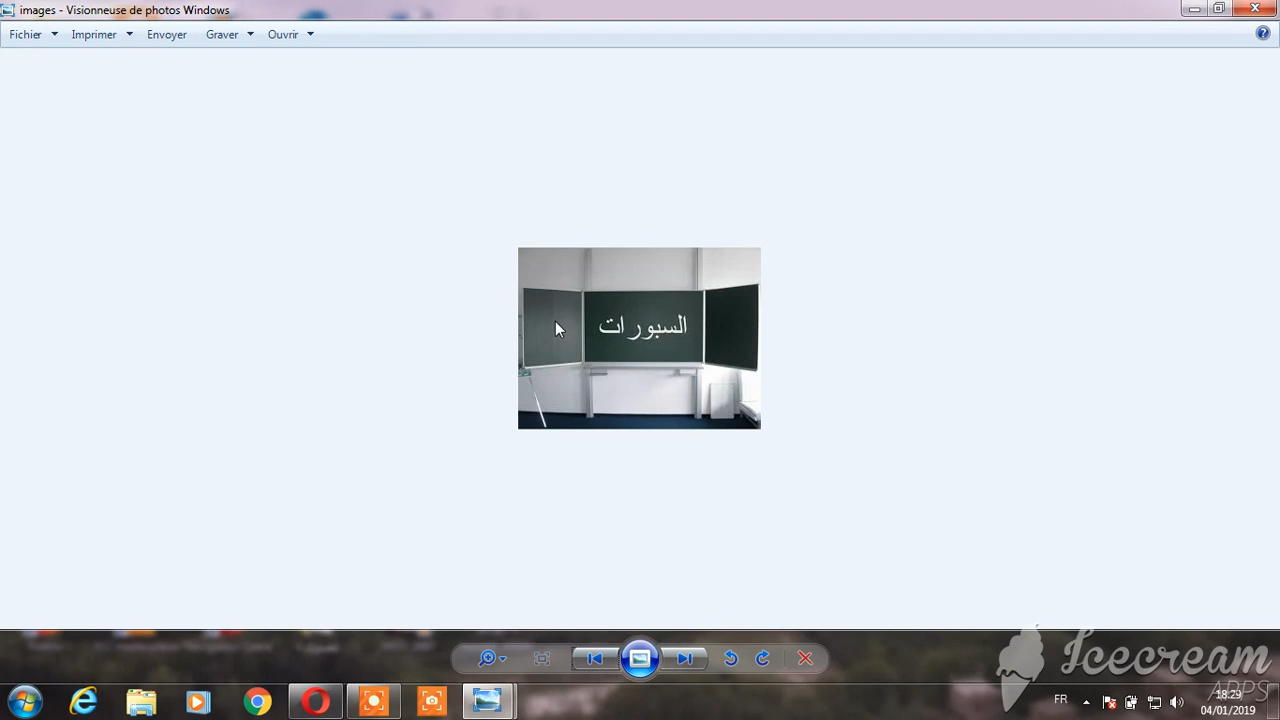 images - Visionneuse de photos Windows
Fichier Imprimer Envoyer Graver Ouvrir
السبورات
Icecream
APPS
FR 18:29
04/01/2019